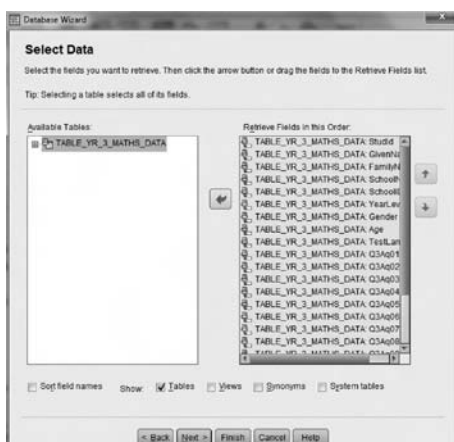 Database Wizard
Select Data
Select the fields you want to retrieve. Then click the arrow button or drag the fields to the Retrieve Fields list.
Tip: Selecting a table selects all of its fields.
Available Tables:
TABLE_YR_3_MATHS_DATA
Retrieve Fields in this Order:
TABLE_YR_3_MATHS_DATA: StudId
TABLE_YR_3_MATHS_DATA: GivenNa
TABLE_YR_3_MATHS_DATA: FamilyN
TABLE_YR_3_MATHS_DATA: SchoolN
TABLE_YR_3_MATHS_DATA: SchoolI
TABLE_YR_3_MATHS_DATA: YearLev
TABLE_YR_3_MATHS_DATA: Gender
TABLE_YR_3_MATHS_DATA: Age
TABLE_YR_3_MATHS_DATA: TestLan
TABLE_YR_3_MATHS_DATA: Q3Aq01
TABLE_YR_3_MATHS_DATA: Q3Aq02
TABLE_YR_3_MATHS_DATA: Q3Aq03
TABLE_YR_3_MATHS_DATA: Q3Aq04
TABLE_YR_3_MATHS_DATA: Q3Aq05
TABLE_YR_3_MATHS_DATA: Q3Aq06
TABLE_YR_3_MATHS_DATA: Q3Aq07
TABLE_YR_3_MATHS_DATA: Q3Aq08
Sort field names Show: Tables Views Synonyms System tables
< Back Next > Finish Cancel Help